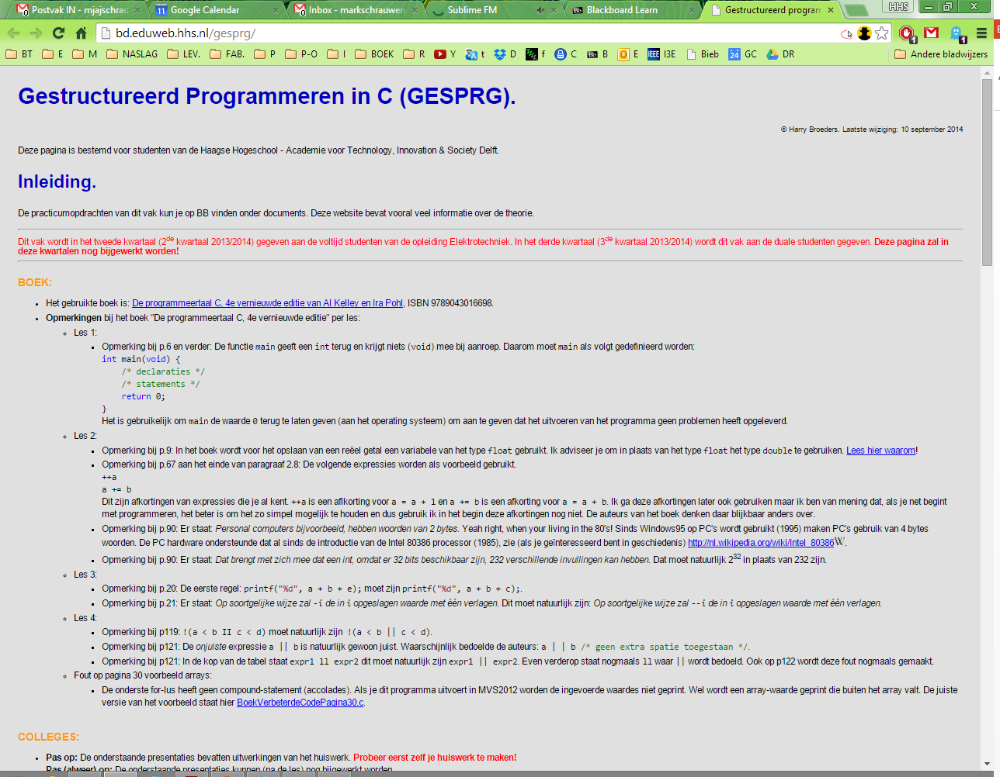 Postvak IN - mjajschrau
Google Calendar
Inbox - markschrauwen
Sublime FM
Blackboard Learn
Gestructureerd program
HHS
bd.eduweb.hhs.nl/gesprg/
BT E M NASLAG LEV. FAB. P P-O I BOEK R Y t D f C B E I3E Bieb GC DR Andere bladwijzers
Gestructureerd Programmeren in C (GESPRG).
© Harry Broeders. Laatste wijziging: 10 september 2014
Deze pagina is bestemd voor studenten van de Haagse Hogeschool - Academie voor Technology, Innovation & Society Delft.
Inleiding.
De practicumopdrachten van dit vak kun je op BB vinden onder documents. Deze website bevat vooral veel informatie over de theorie.
Dit vak wordt in het tweede kwartaal (2de kwartaal 2013/2014) gegeven aan de voltijd studenten van de opleiding Elektrotechniek. In het derde kwartaal (3de kwartaal 2013/2014) wordt dit vak aan de duale studenten gegeven. Deze pagina zal in
deze kwartalen nog bijgewerkt worden!
BOEK:
• Het gebruikte boek is: De programmeertaal C, 4e vernieuwde editie van Al Kelley en Ira Pohl, ISBN 9789043016698.
• Opmerkingen bij het boek "De programmeertaal C, 4e vernieuwde editie" per les:
Les 1:
Opmerking bij p.6 en verder: De functie main geeft een int terug en krijgt niets (void) mee bij aanroep. Daarom moet main als volgt gedefinieerd worden:
int main(void) {
/* declaraties */
/* statements */
return 0;
}
Het is gebruikelijk om main de waarde 0 terug te laten geven (aan het operating systeem) om aan te geven dat het uitvoeren van het programma geen problemen heeft opgeleverd.
Les 2:
Opmerking bij p.9: In het boek wordt voor het opslaan van een reëel getal een variabele van het type float gebruikt. Ik adviseer je om in plaats van het type float het type double te gebruiken. Lees hier waarom!
Opmerking bij p.67 aan het einde van paragraaf 2.8: De volgende expressies worden als voorbeeld gebruikt.
++a
a += b
Dit zijn afkortingen van expressies die je al kent. ++a is een aflkorting voor a = a + 1 en a += b is een afkorting voor a = a + b. Ik ga deze afkortingen later ook gebruiken maar ik ben van mening dat, als je net begint
met programmeren, het beter is om het zo simpel mogelijk te houden en dus gebruik ik in het begin deze afkortingen nog niet. De auteurs van het boek denken daar blijkbaar anders over.
Opmerking bij p.90: Er staat: Personal computers bijvoorbeeld, hebben woorden van 2 bytes. Yeah right, when your living in the 80's! Sinds Windows95 op PC's wordt gebruikt (1995) maken PC's gebruik van 4 bytes
woorden. De PC hardware ondersteunde dat al sinds de introductie van de Intel 80386 processor (1985), zie (als je geïnteresseerd bent in geschiedenis) http://nl.wikipedia.org/wiki/Intel_80386W.
Opmerking bij p.90: Er staat: Dat brengt met zich mee dat een int, omdat er 32 bits beschikbaar zijn, 232 verschillende invullingen kan hebben. Dat moet natuurlijk 2³² in plaats van 232 zijn.
Les 3:
Opmerking bij p.20: De eerste regel: printf("%d", a + b + e); moet zijn printf("%d", a + b + c);.
Opmerking bij p.21: Er staat: Op soortgelijke wijze zal -i de in i opgeslagen waarde met één verlagen. Dit moet natuurlijk zijn: Op soortgelijke wijze zal --i de in i opgeslagen waarde met één verlagen.
Les 4:
Opmerking bij p119: !(a < b II c < d) moet natuurlijk zijn !(a < b || c < d).
Opmerking bij p121: De onjuiste expressie a || b is natuurlijk gewoon juist. Waarschijnlijk bedoelde de auteurs: a | | b /* geen extra spatie toegestaan */.
Opmerking bij p121: In de kop van de tabel staat expr1 ll expr2 dit moet natuurlijk zijn expr1 || expr2. Even verderop staat nogmaals ll waar || wordt bedoeld. Ook op p122 wordt deze fout nogmaals gemaakt.
Fout op pagina 30 voorbeeld arrays:
De onderste for-lus heeft geen compound-statement (accolades). Als je dit programma uitvoert in MVS2012 worden de ingevoerde waardes niet geprint. Wel wordt een array-waarde geprint die buiten het array valt. De juiste
versie van het voorbeeld staat hier BoekVerbeterdeCodePagina30.c.
COLLEGES:
• Pas op: De onderstaande presentaties bevatten uitwerkingen van het huiswerk. Probeer eerst zelf je huiswerk te maken!
Pas (alweer) op: De onderstaande presentaties kunnen (na de les) nog bijgewerkt worden